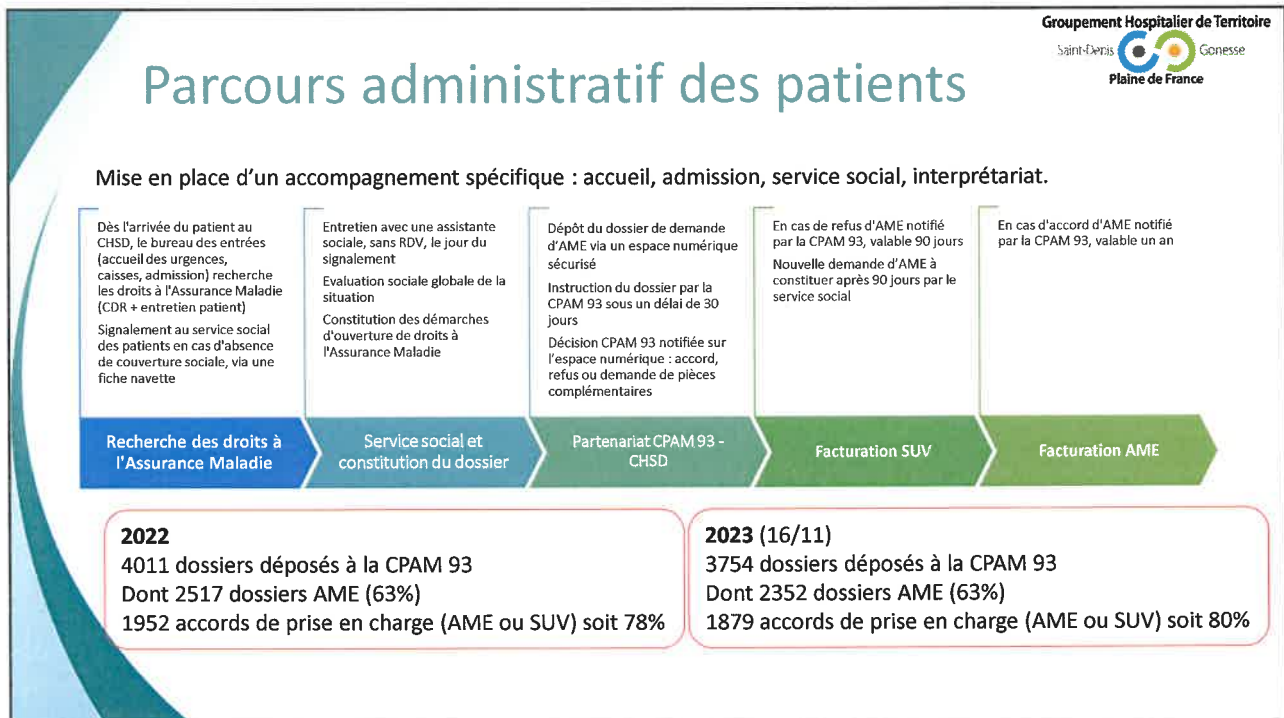 Groupement Hospitalier de Territoire
Saint-Denis
Gonesse
Plaine de France
Parcours administratif des patients
Mise en place d'un accompagnement spécifique : accueil, admission, service social, interprétariat.
Dès l'arrivée du patient au
CHSD, le bureau des entrées
(accueil des urgences,
caisses, admission) recherche
les droits à l'Assurance Maladie
(CDR + entretien patient)
Signalement au service social
des patients en cas d'absence
de couverture sociale, via une
fiche navette
Entretien avec une assistante
sociale, sans RDV, le jour du
signalement
Evaluation sociale globale de la
situation
Constitution des démarches
d'ouverture de droits à
l'Assurance Maladie
Dépôt du dossier de demande
d'AME via un espace numérique
sécurisé
Instruction du dossier par la
CPAM 93 sous un délai de 30
jours
Décision CPAM 93 notifiée sur
l'espace numérique : accord,
refus ou demande de pièces
complémentaires
En cas de refus d'AME notifié
par la CPAM 93, valable 90 jours
Nouvelle demande d'AME à
constituer après 90 jours par le
service social
En cas d'accord d'AME notifié
par la CPAM 93, valable un an
Recherche des droits à
l'Assurance Maladie
Service social et
constitution du dossier
Partenariat CPAM 93 -
CHSD
Facturation SUV
Facturation AME
2022
4011 dossiers déposés à la CPAM 93
Dont 2517 dossiers AME (63%)
1952 accords de prise en charge (AME ou SUV) soit 78%
2023 (16/11)
3754 dossiers déposés à la CPAM 93
Dont 2352 dossiers AME (63%)
1879 accords de prise en charge (AME ou SUV) soit 80%